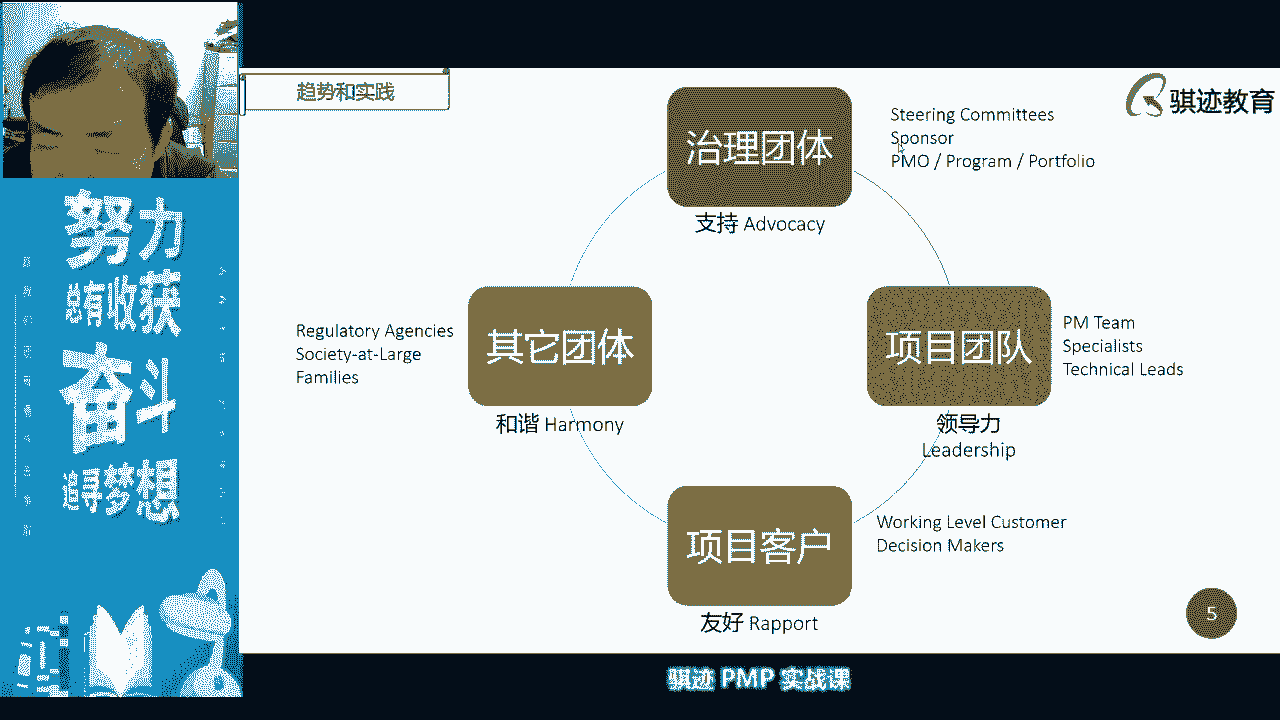 趋势和实践
骐迹教育
治理团体
支持 Advocacy
Steering Committees
Sponsor
PMO / Program / Portfolio
其它团体
和谐 Harmony
Regulatory Agencies
Society-at-Large
Families
项目团队
领导力
Leadership
PM Team
Specialists
Technical Leads
项目客户
友好 Rapport
Working Level Customer
Decision Makers
5
努力
总有收获
奋斗
追寻梦想
骐迹 PMP 实战课